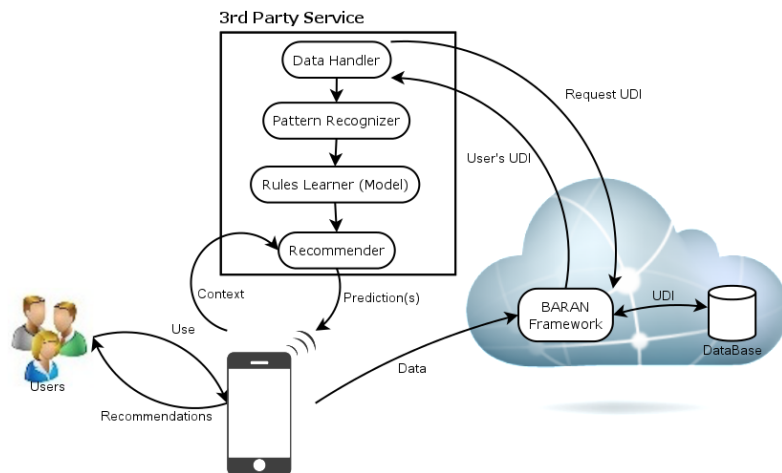 3rd Party Service
Data Handler
Request UDI
Pattern Recognizer
User's UDI
Rules Learner (Model)
Recommender
Context
Prediction(s)
UDI
BARAN
Framework
DataBase
Use
Users
Data
Recommendations